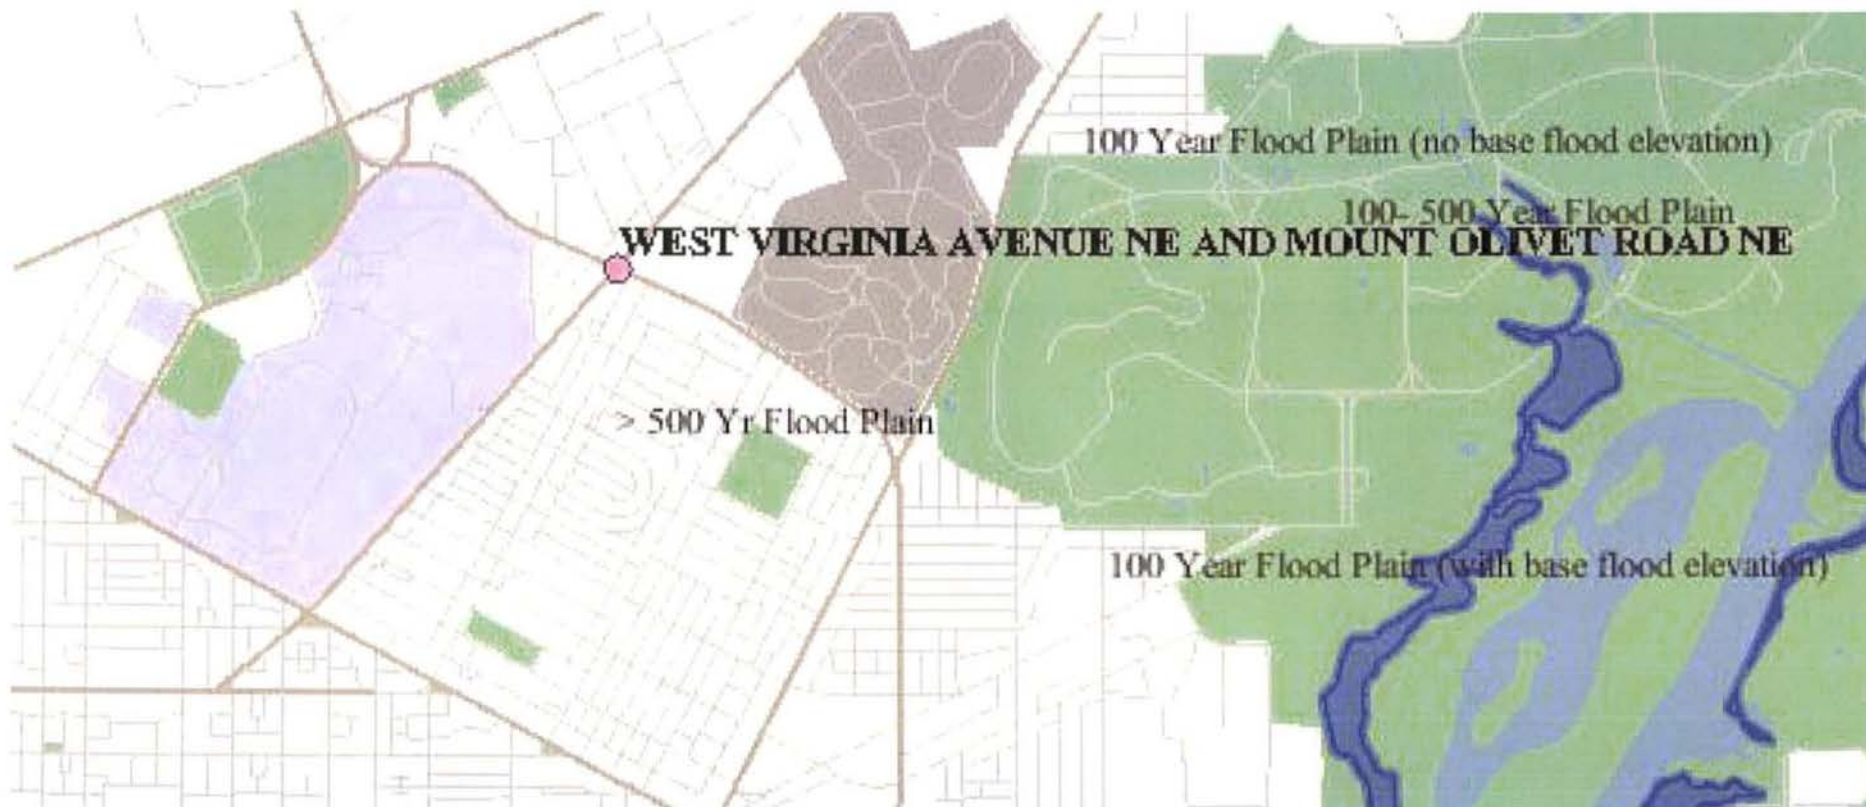 100 Year Flood Plain (no base flood elevation)
100- 500 Year Flood Plain
WEST VIRGINIA AVENUE NE AND MOUNT OLIVET ROAD NE
> 500 Yr Flood Plain
100 Year Flood Plain (with base flood elevation)